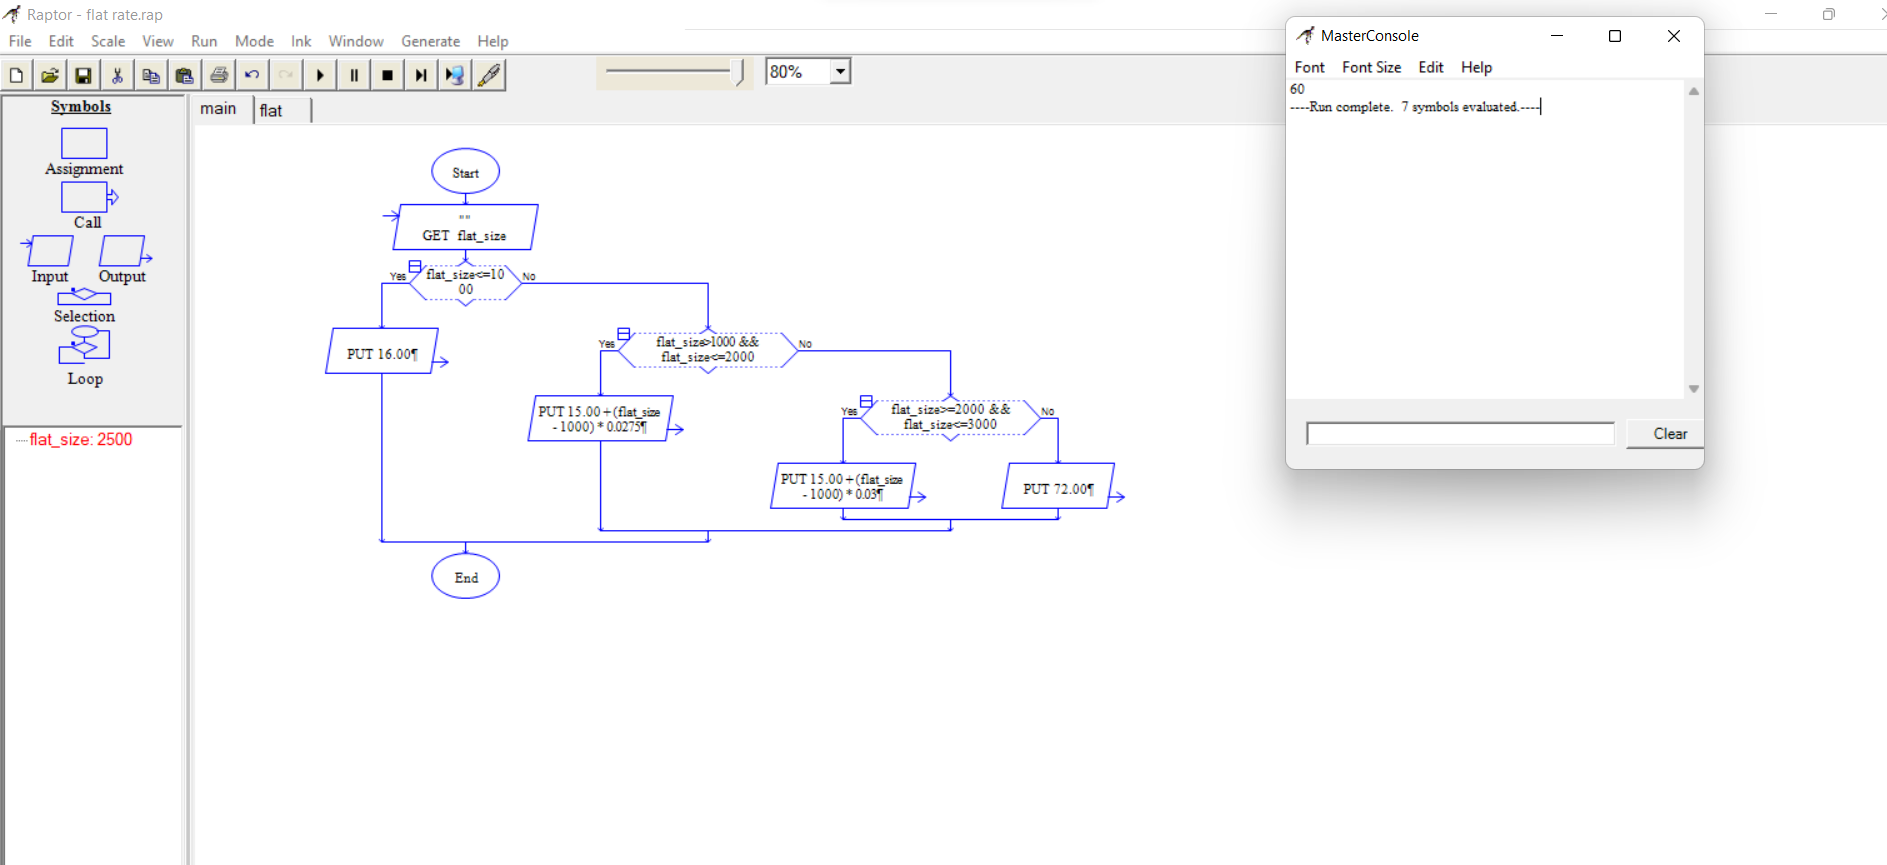 Raptor - flat rate.rap
File Edit Scale View Run Mode Ink Window Generate Help
80%
Symbols
Assignment
Call
Input Output
Selection
Loop
flat_size: 2500
main flat
Start
""
GET flat_size
Yes
flat_size<=10
00
No
PUT 16.00¶
Yes
flat_size>1000 &&
flat_size<=2000
No
PUT 15.00+(flat_size
- 1000) * 0.0275¶
Yes
flat_size>=2000 &&
flat_size<=3000
No
PUT 15.00+(flat_size
- 1000) * 0.03¶
PUT 72.00¶
End
MasterConsole
Font Font Size Edit Help
60
----Run complete. 7 symbols evaluated.----
Clear